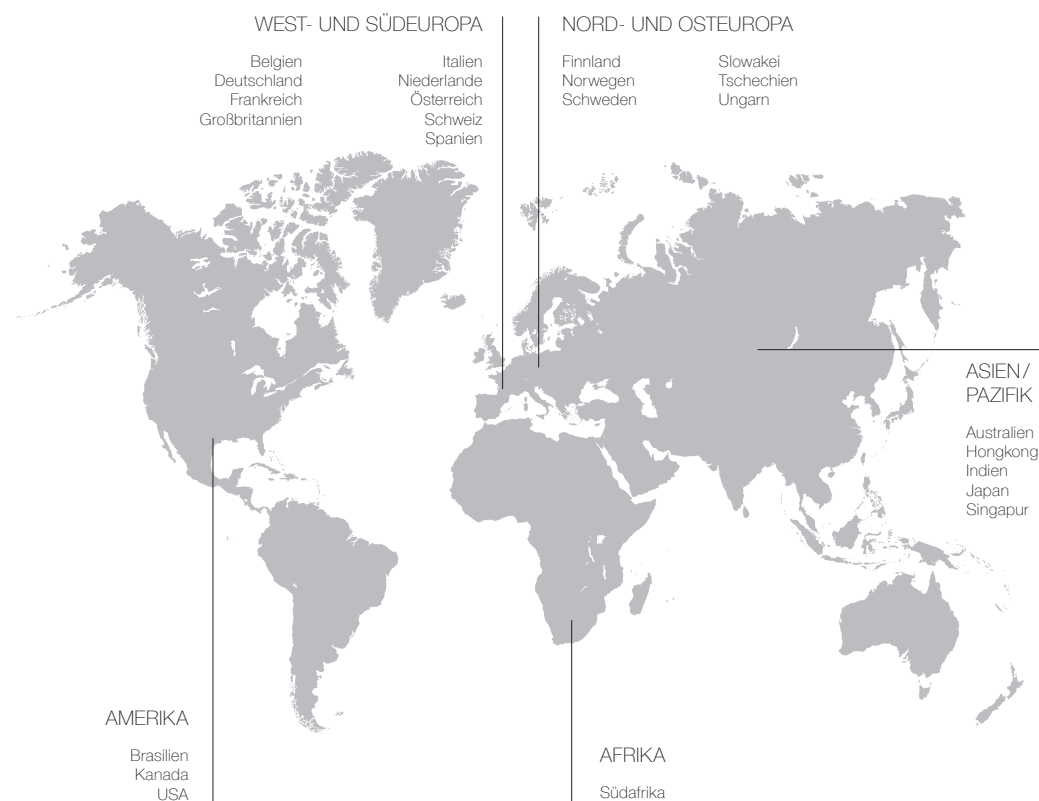 WEST- UND SÜDEUROPA
Belgien
Deutschland
Frankreich
Großbritannien
Italien
Niederlande
Österreich
Schweiz
Spanien
NORD- UND OSTEUROPA
Finnland
Norwegen
Schweden
Slowakei
Tschechien
Ungarn
ASIEN /
PAZIFIK
Australien
Hongkong
Indien
Japan
Singapur
AMERIKA
Brasilien
Kanada
USA
AFRIKA
Südafrika